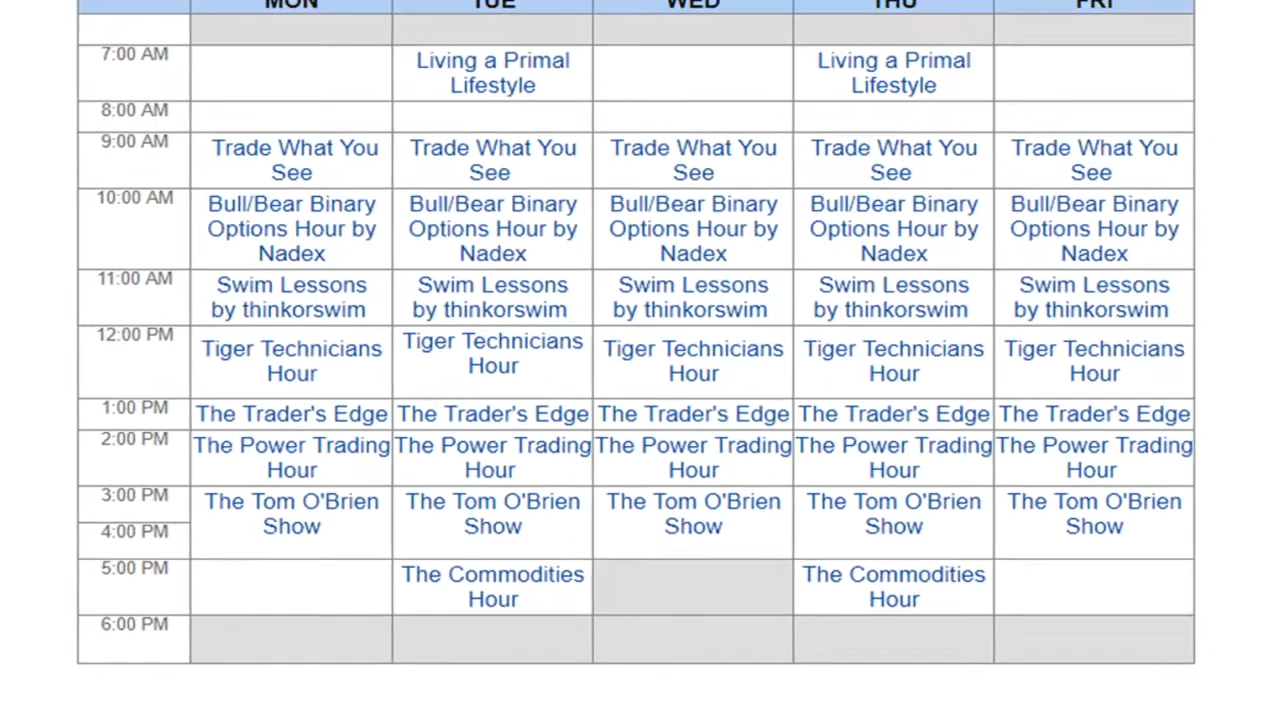 MON TUE WED THU FRI
7:00 AM
Living a Primal Lifestyle
Living a Primal Lifestyle
8:00 AM
9:00 AM
Trade What You See
Trade What You See
Trade What You See
Trade What You See
Trade What You See
10:00 AM
Bull/Bear Binary Options Hour by Nadex
Bull/Bear Binary Options Hour by Nadex
Bull/Bear Binary Options Hour by Nadex
Bull/Bear Binary Options Hour by Nadex
Bull/Bear Binary Options Hour by Nadex
11:00 AM
Swim Lessons by thinkorswim
Swim Lessons by thinkorswim
Swim Lessons by thinkorswim
Swim Lessons by thinkorswim
Swim Lessons by thinkorswim
12:00 PM
Tiger Technicians Hour
Tiger Technicians Hour
Tiger Technicians Hour
Tiger Technicians Hour
Tiger Technicians Hour
1:00 PM
The Trader's Edge
The Trader's Edge
The Trader's Edge
The Trader's Edge
The Trader's Edge
2:00 PM
The Power Trading Hour
The Power Trading Hour
The Power Trading Hour
The Power Trading Hour
The Power Trading Hour
3:00 PM
The Tom O'Brien Show
The Tom O'Brien Show
The Tom O'Brien Show
The Tom O'Brien Show
The Tom O'Brien Show
4:00 PM
5:00 PM
The Commodities Hour
The Commodities Hour
6:00 PM